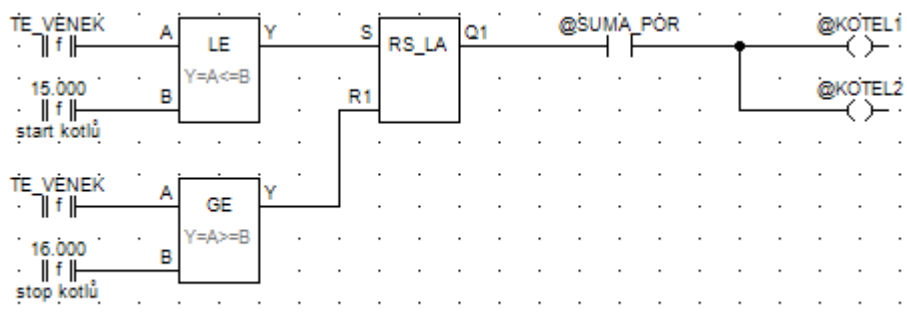 TE_VENEK
A
LE
Y
Y=A<=B
15.000
f
B
start kotlů
S
RS_LA
Q1
R1
@SUMA_POR
@KOTEL1
@KOTEL2
TE_VENEK
f
A
GE
Y
Y=A>=B
16.000
f
B
stop kotlů